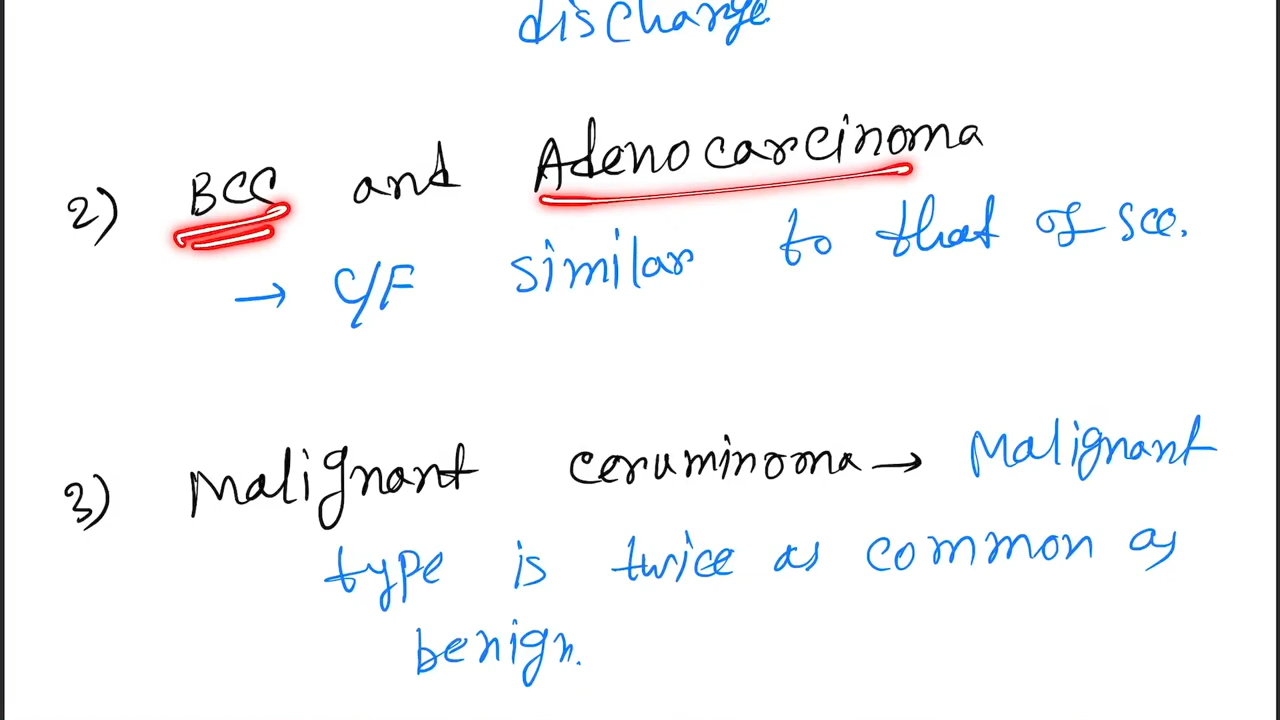 discharge
2) BCC and Adenocarcinoma
→ C/F similar to that of SCC.
3) Malignant ceruminoma → Malignant
type is twice as common as
benign.